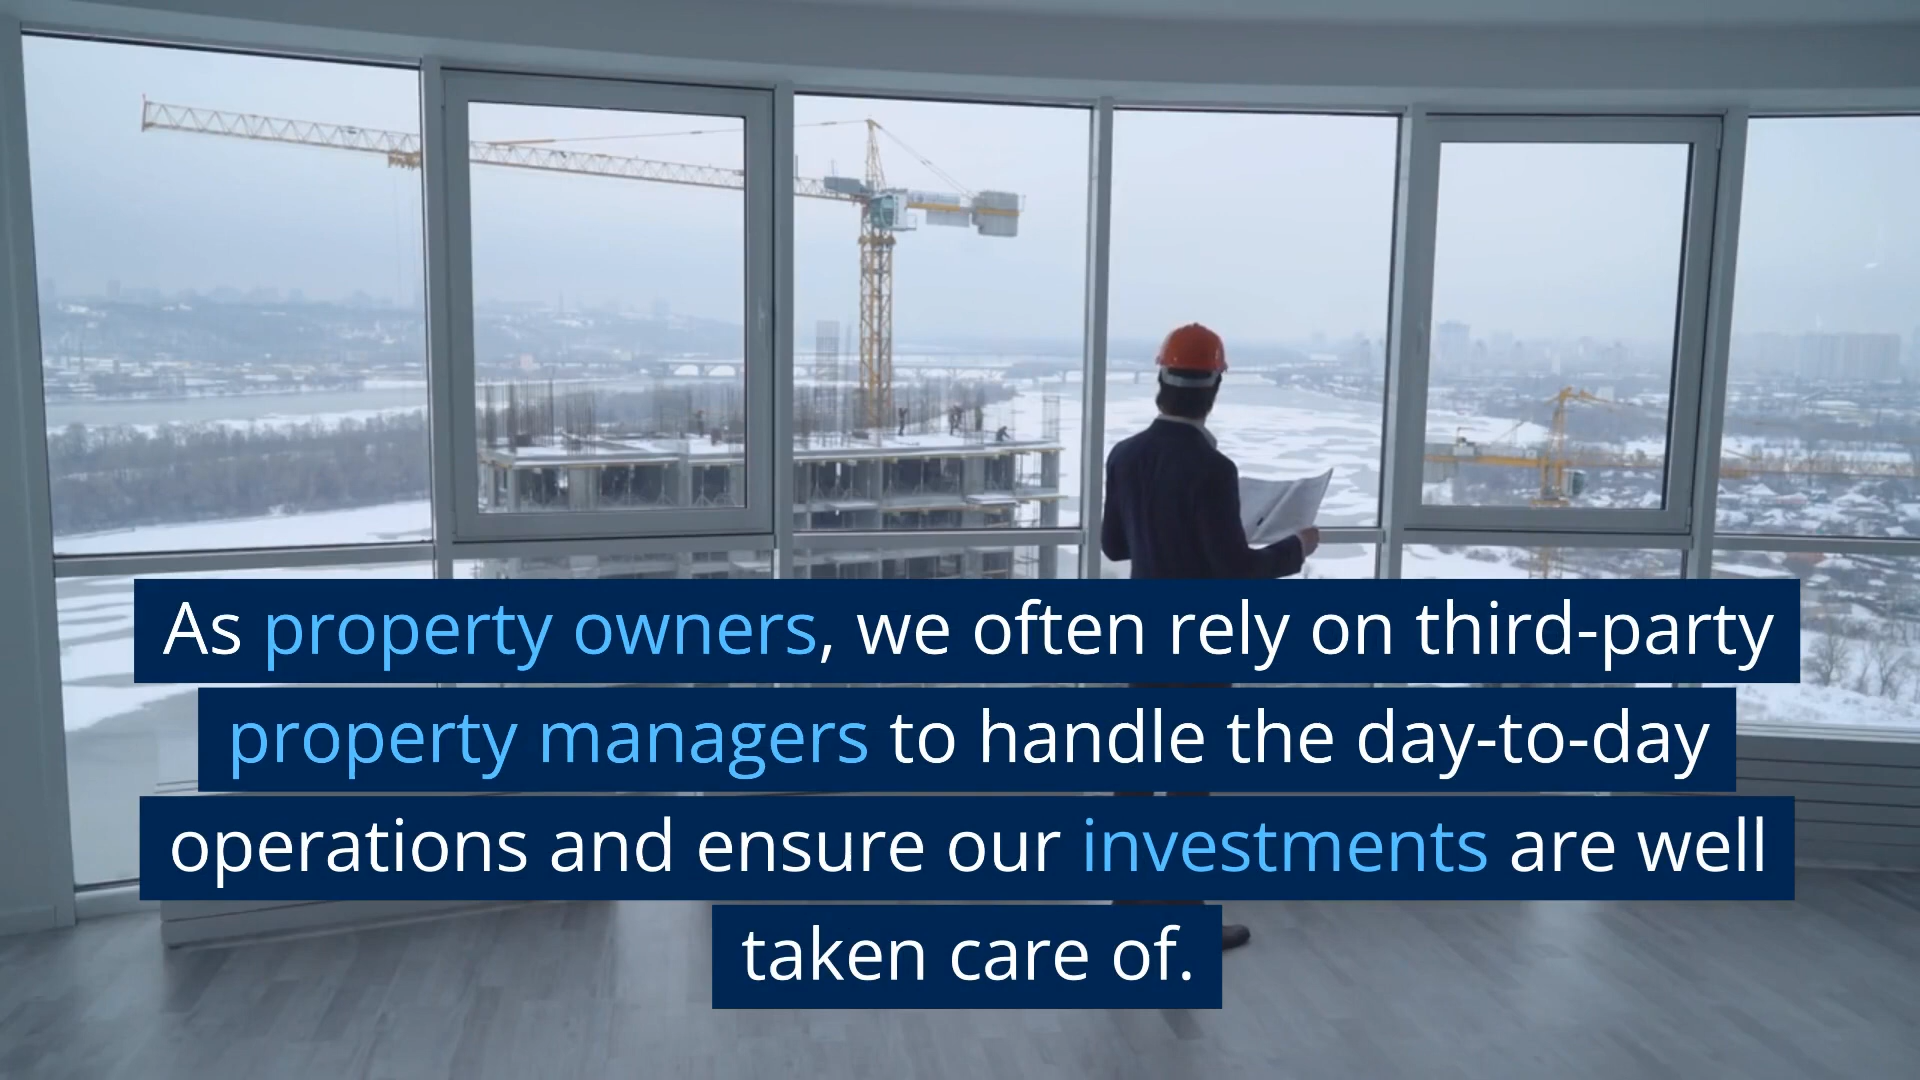 As property owners, we often rely on third-party
property managers to handle the day-to-day
operations and ensure our investments are well
taken care of.